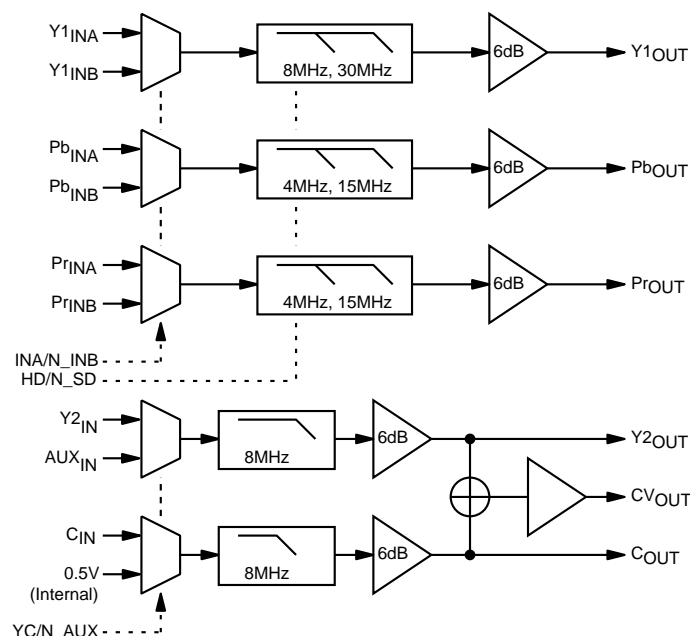 Y1INA
Y1INB
8MHz, 30MHz
6dB
Y1OUT
PbINA
PbINB
4MHz, 15MHz
6dB
PbOUT
PrINA
PrINB
4MHz, 15MHz
6dB
PrOUT
INA/N_INB
HD/N_SD
Y2IN
AUXIN
8MHz
6dB
Y2OUT
CVOUT
CIN
0.5V
(Internal)
8MHz
6dB
COUT
YC/N_AUX